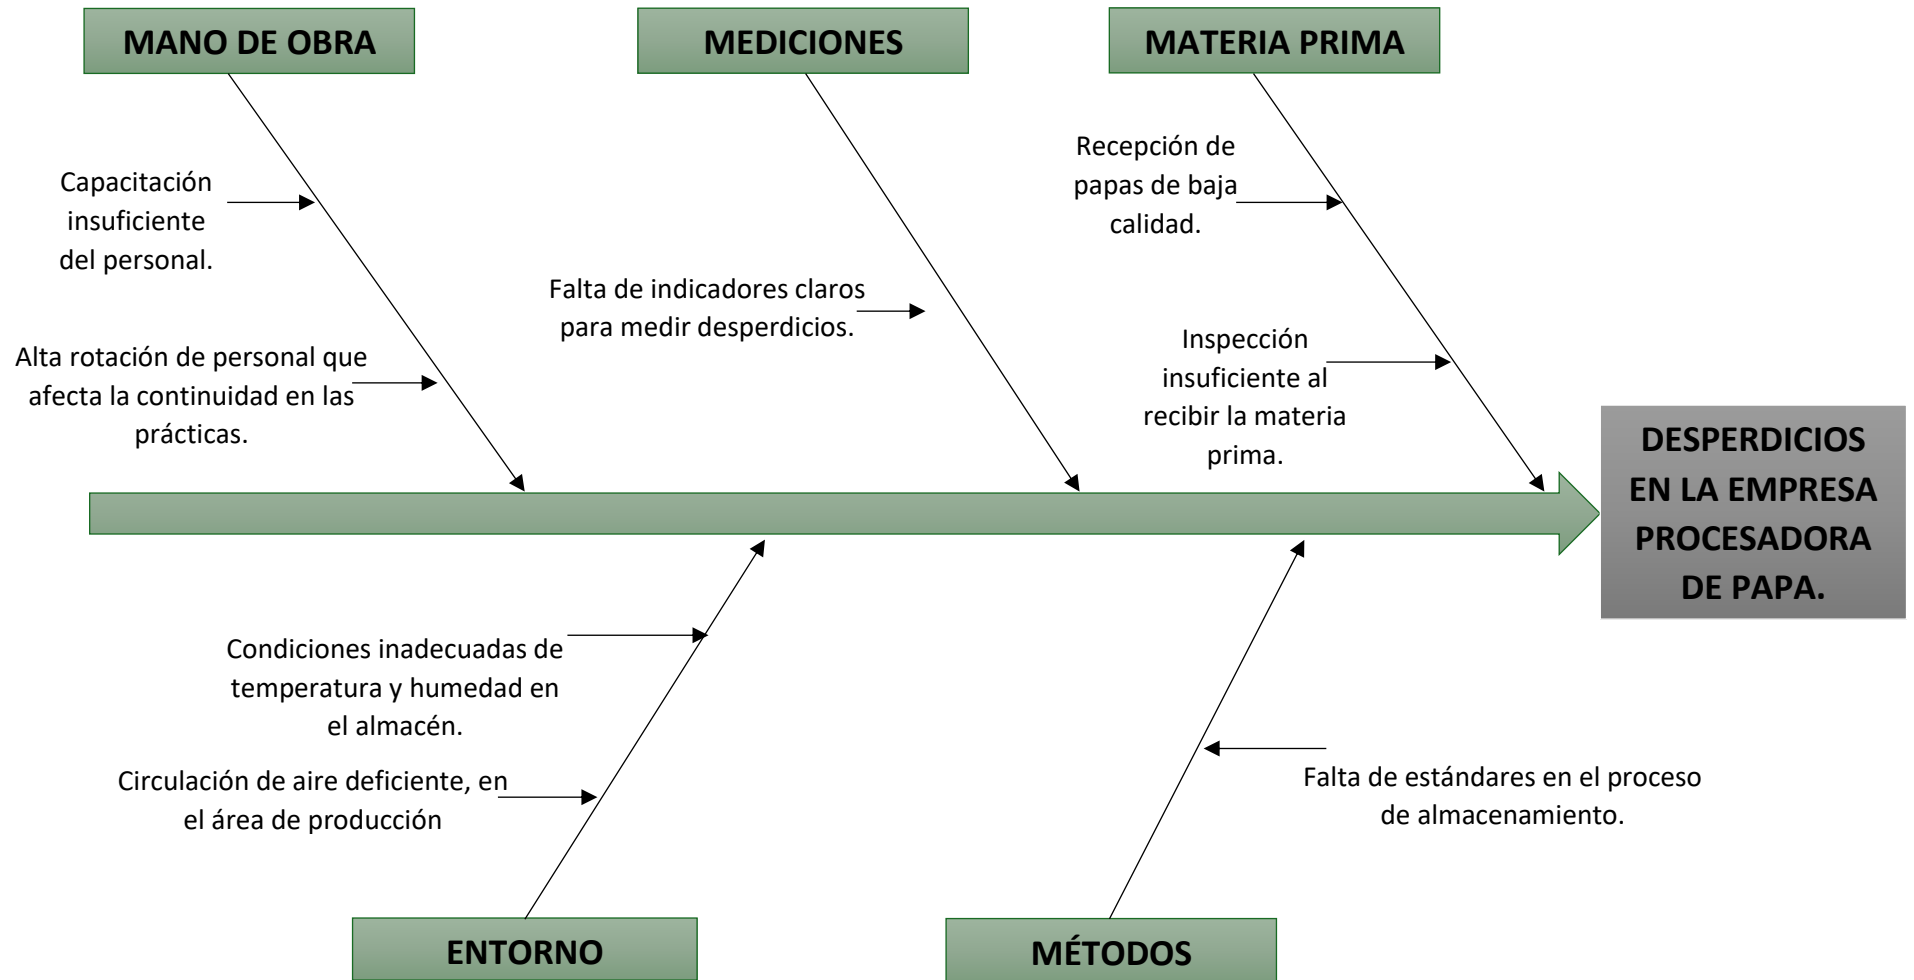 MANO DE OBRA
MEDICIONES
MATERIA PRIMA
Capacitación
insuficiente
del personal.
Alta rotación de personal que
afecta la continuidad en las
prácticas.
Falta de indicadores claros
para medir desperdicios.
Recepción de
papas de baja
calidad.
Inspección
insuficiente al
recibir la materia
prima.
DESPERDICIOS
EN LA EMPRESA
PROCESADORA
DE PAPA.
Condiciones inadecuadas de
temperatura y humedad en
el almacén.
Circulación de aire deficiente, en
el área de producción
Falta de estándares en el proceso
de almacenamiento.
ENTORNO
MÉTODOS